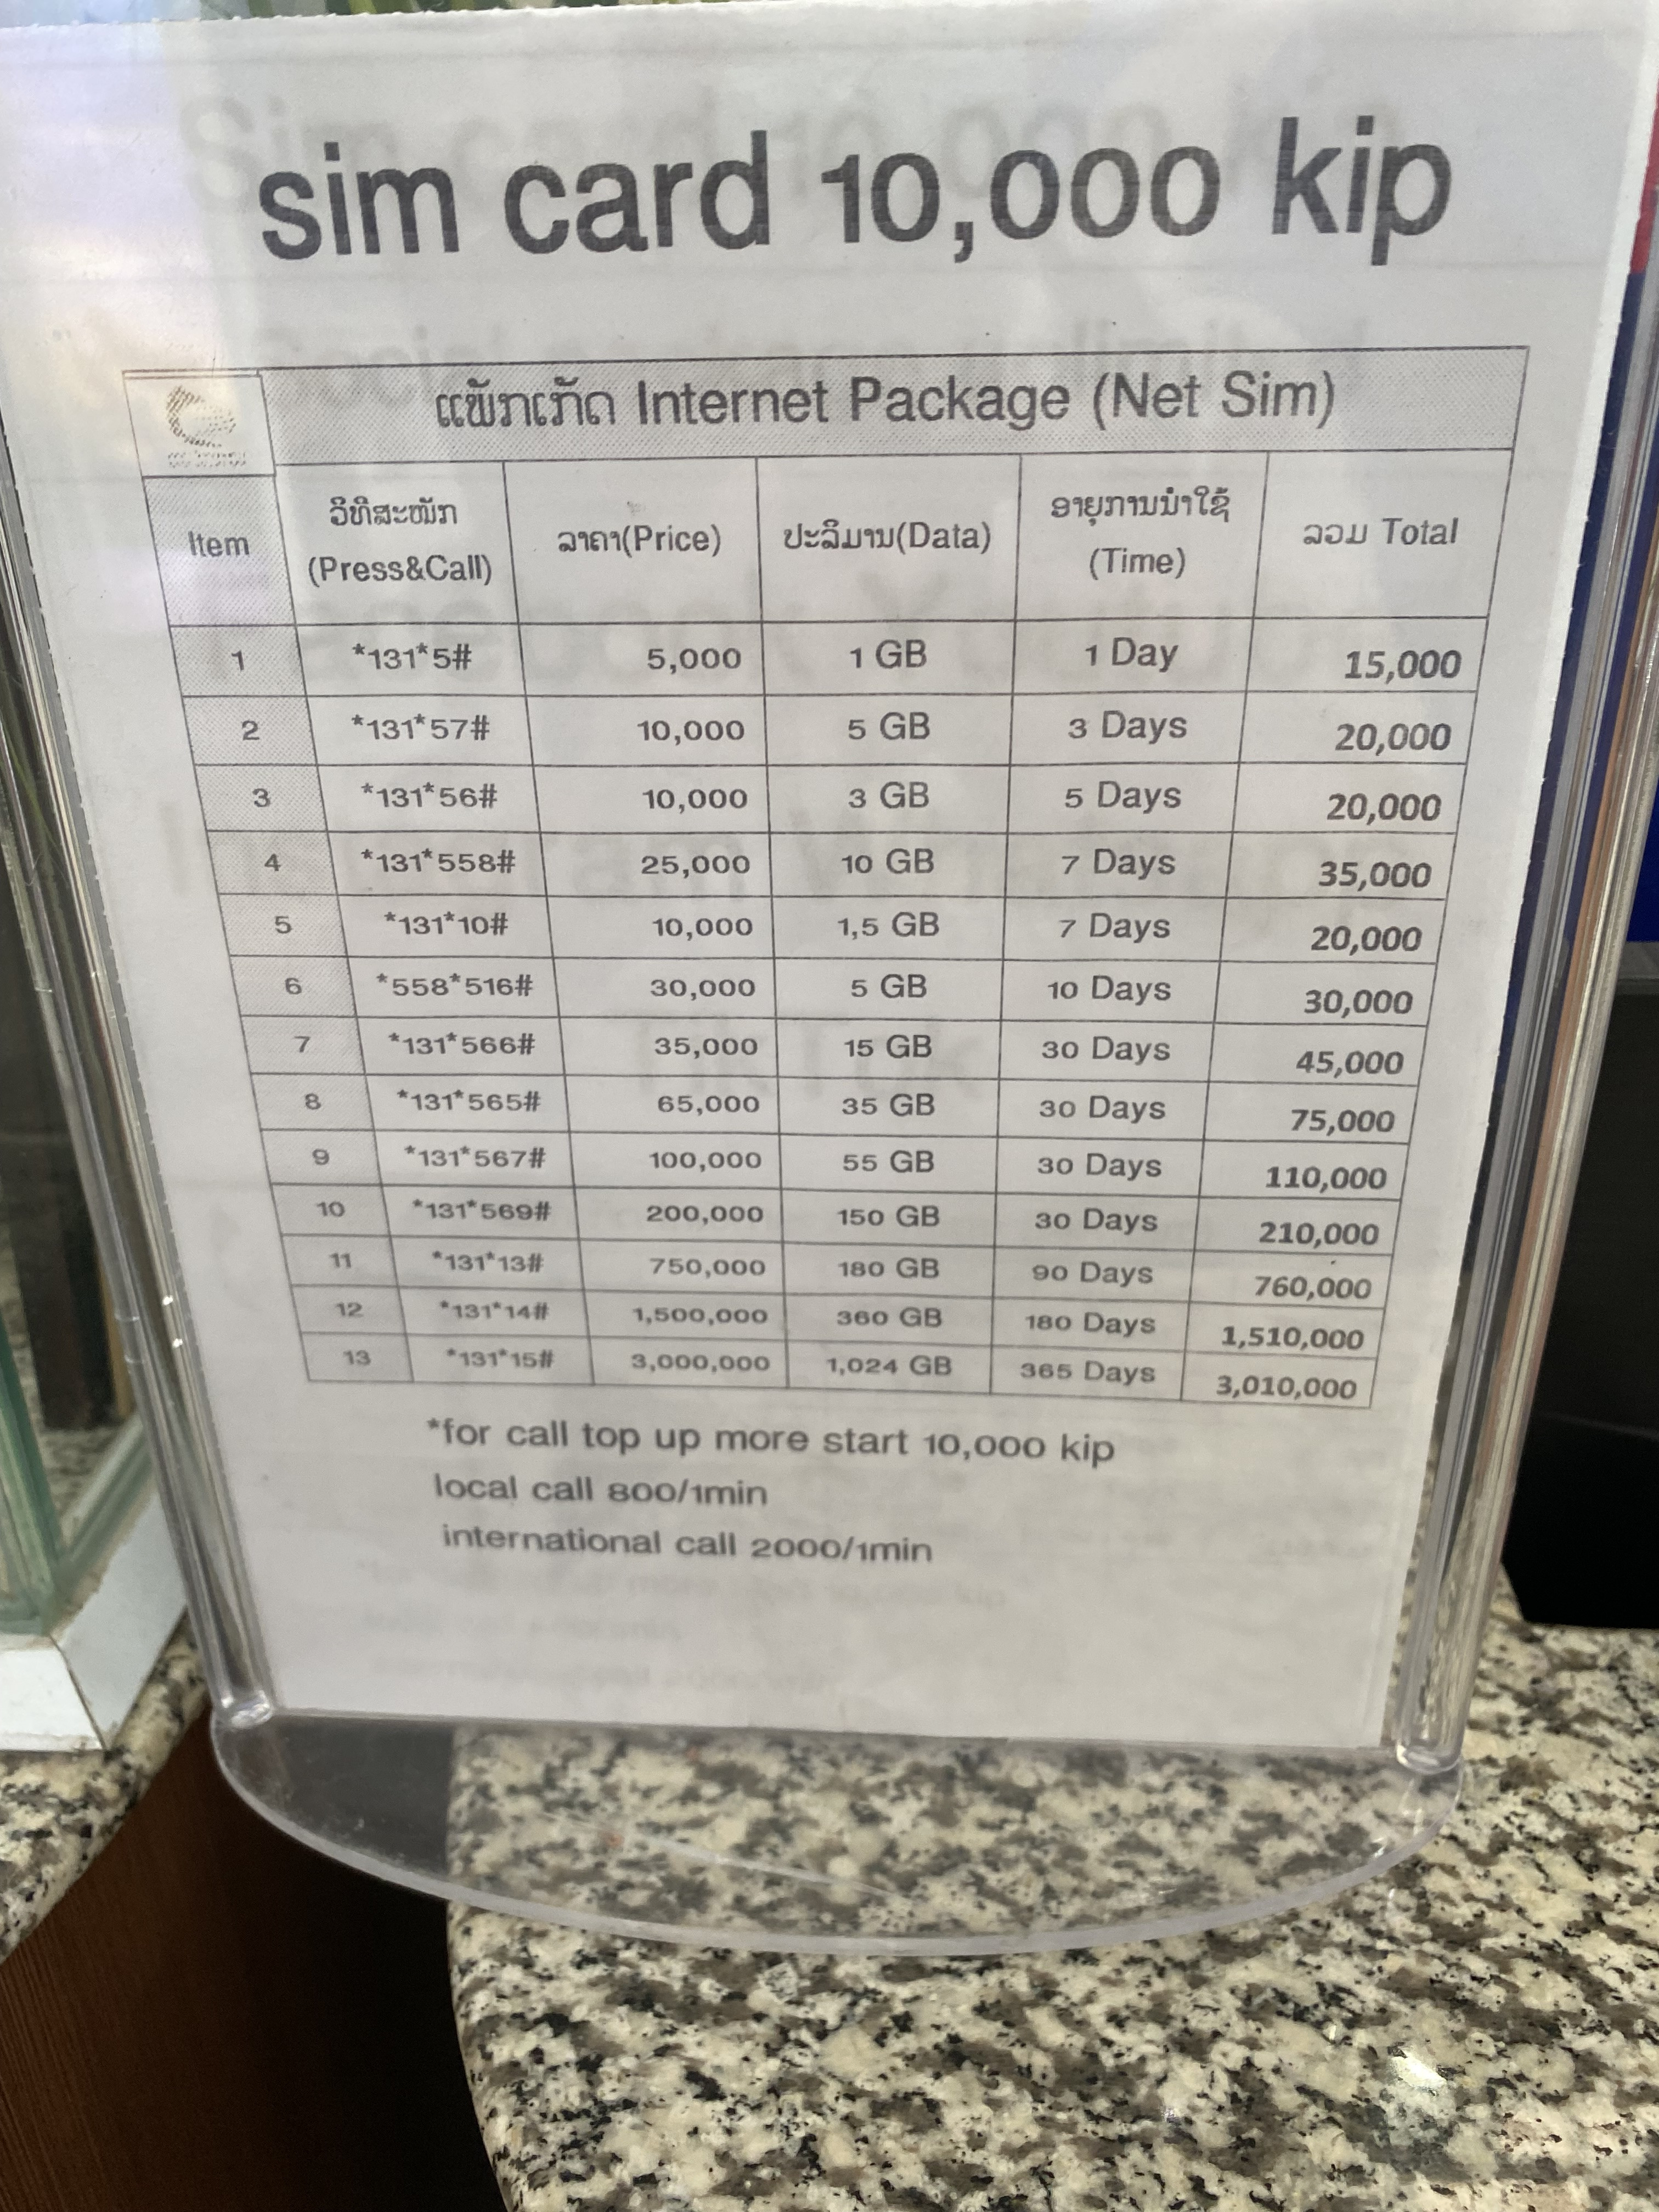 sim card 10,000 kip
ແພັກເກັດ Internet Package (Net Sim)
Item ວິທີສະໝັກ (Press&Call) ລາຄາ(Price) ປະລິມານ(Data) ອາຍຸການນຳໃຊ້ (Time) ລວມ Total
1 *131*5# 5,000 1 GB 1 Day 15,000
2 *131*57# 10,000 5 GB 3 Days 20,000
3 *131*56# 10,000 3 GB 5 Days 20,000
4 *131*558# 25,000 10 GB 7 Days 35,000
5 *131*10# 10,000 1,5 GB 7 Days 20,000
6 *558*516# 30,000 5 GB 10 Days 30,000
7 *131*566# 35,000 15 GB 30 Days 45,000
8 *131*565# 65,000 35 GB 30 Days 75,000
9 *131*567# 100,000 55 GB 30 Days 110,000
10 *131*569# 200,000 150 GB 30 Days 210,000
11 *131*13# 750,000 180 GB 90 Days 760,000
12 *131*14# 1,500,000 360 GB 180 Days 1,510,000
13 *131*15# 3,000,000 1,024 GB 365 Days 3,010,000
*for call top up more start 10,000 kip
local call 800/1min
international call 2000/1min